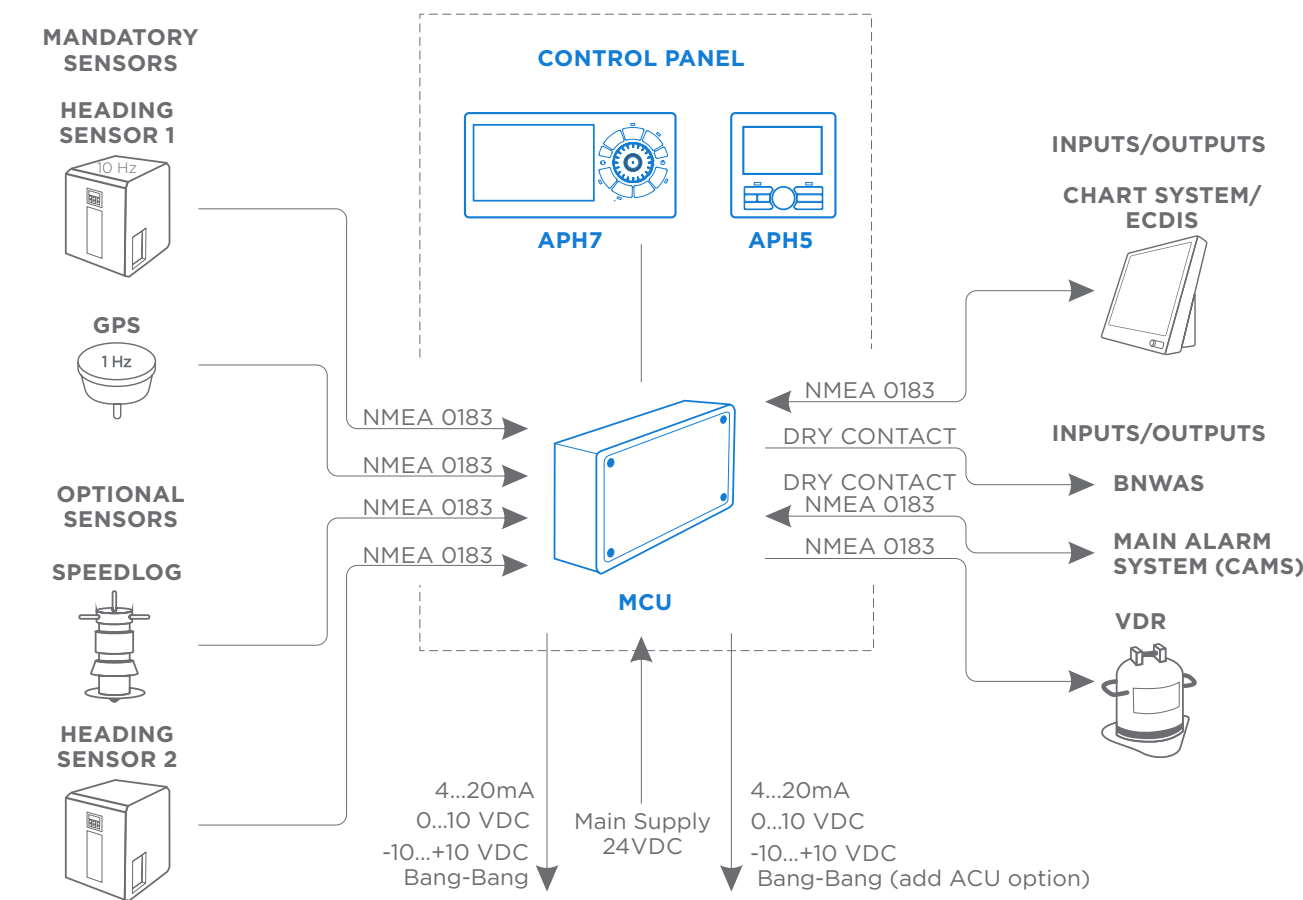 MANDATORY
SENSORS
HEADING
SENSOR 1
10 Hz
GPS
1 Hz
OPTIONAL
SENSORS
SPEEDLOG
HEADING
SENSOR 2
CONTROL PANEL
APH7
APH5
NMEA 0183
NMEA 0183
NMEA 0183
NMEA 0183
MCU
NMEA 0183
DRY CONTACT
DRY CONTACT
NMEA 0183
NMEA 0183
INPUTS/OUTPUTS
CHART SYSTEM/
ECDIS
INPUTS/OUTPUTS
BNWAS
MAIN ALARM
SYSTEM (CAMS)
VDR
4...20mA
0...10 VDC
-10...+10 VDC
Bang-Bang
Main Supply
24VDC
4...20mA
0...10 VDC
-10...+10 VDC
Bang-Bang (add ACU option)